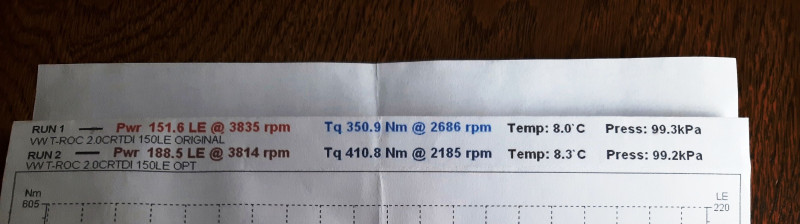 RUN 1 Pwr 151.6 LE @ 3835 rpm Tq 350.9 Nm @ 2686 rpm Temp: 8.0`C Press: 99.3kPa
VW T-ROC 2.0CRTDI 150LE ORIGINAL
RUN 2 Pwr 188.5 LE @ 3814 rpm Tq 410.8 Nm @ 2185 rpm Temp: 8.3`C Press: 99.2kPa
VW T-ROC 2.0CRTDI 150LE OPT
Nm LE
605 220